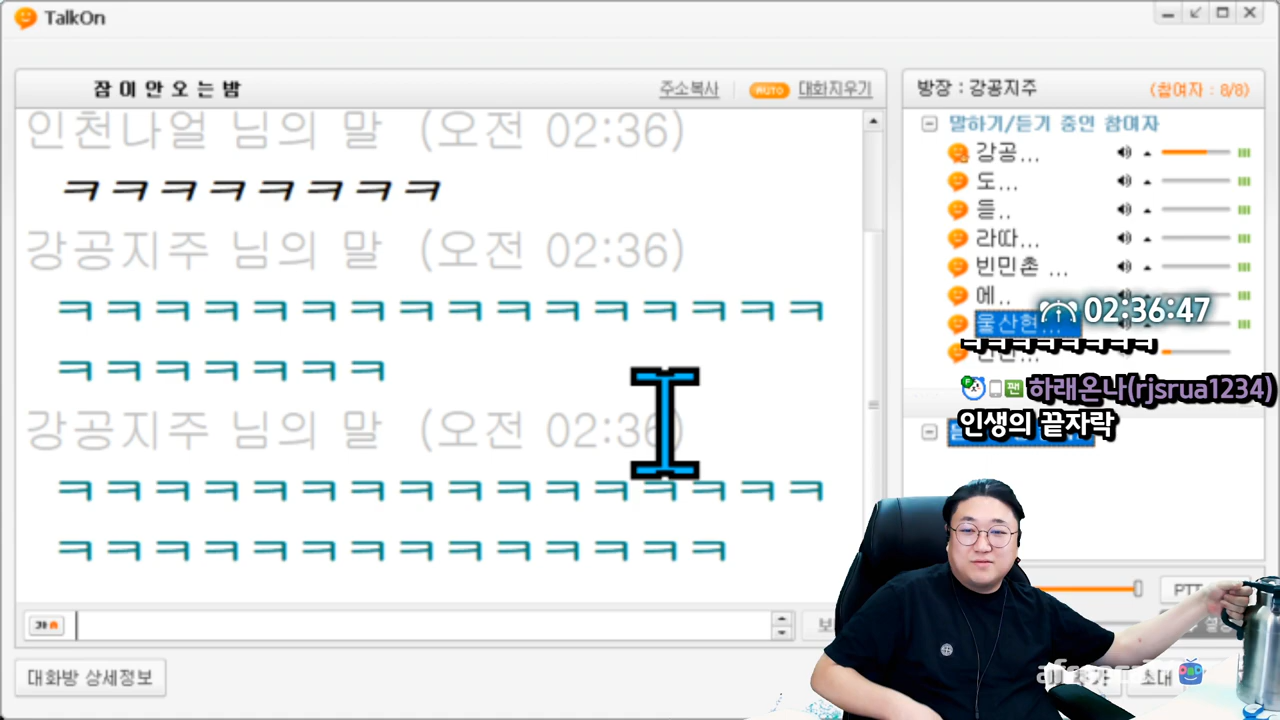 TalkOn
잠 이 안 오 는 밤
주소복사
AUTO
대화지우기
인천나얼 님의 말 (오전 02:36)
ㅋㅋㅋㅋㅋㅋㅋㅋ
강공지주 님의 말 (오전 02:36)
ㅋㅋㅋㅋㅋㅋㅋㅋㅋㅋㅋㅋㅋㅋㅋㅋ
ㅋㅋㅋㅋㅋㅋㅋ
강공지주 님의 말 (오전 02:36)
ㅋㅋㅋㅋㅋㅋㅋㅋㅋㅋㅋㅋㅋㅋㅋㅋ
ㅋㅋㅋㅋㅋㅋㅋㅋㅋㅋㅋㅋㅋㅋ
가
대화방 상세정보
방장 : 강공지주
(참여자 : 8/8)
말하기/듣기 중인 참여자
강공...
도...
듣..
라따...
빈민촌 ...
에..
울산현...
02:36:47
ㅋㅋㅋㅋㅋㅋㅋㅋ
F
팬
하래온나(rjsrua1234)
인생의 끝자락
PTT
초대